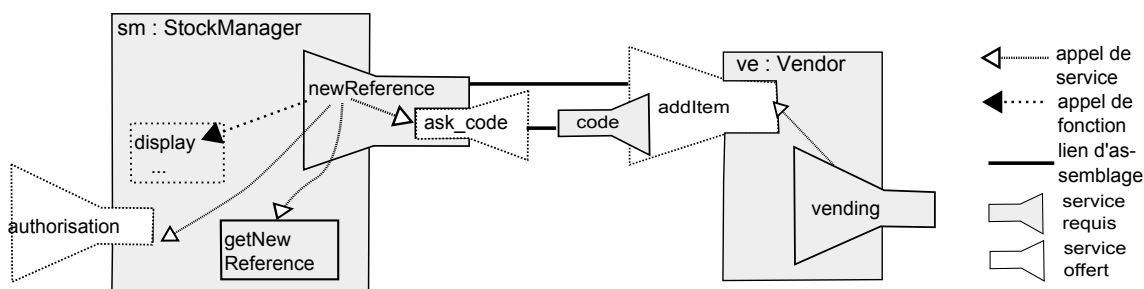 sm : StockManager
newReference
display
...
ask_code
authorisation
getNew
Reference
code
addItem
ve : Vendor
vending
appel de
service
appel de
fonction
lien d'as-
semblage
service
requis
service
offert